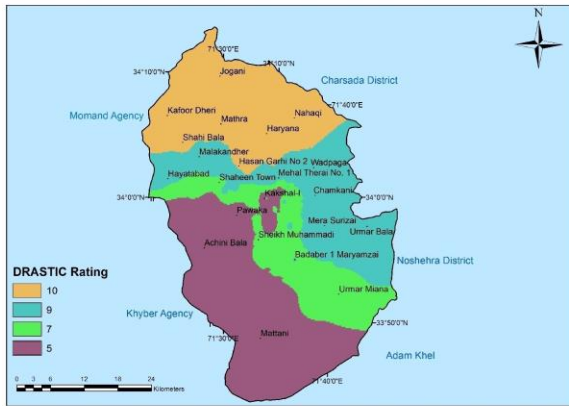 N
71°30'0"E
71°10'0"E
34°10'0"N
Jogani
Charsada District
71°40'0"E
Momand Agency
Kafoor Dheri
Mathra
Nahaqi
Haryana
Shahi Bala
Malakandher
Hasan Garhi No 2
Wadpaga
Hayatabad
Shaheen Town
Mehal Therai No. 1
34°0'0"N
Kakshal-I
Chamkani
34°0'0"N
Pawaka
Mera Surizai
Urmar Bala
Achini Bala
Sheikh Muhammadi
Noshehra District
Badaber 1 Maryamzai
DRASTIC Rating
10
9
7
5
Urmar Miana
Khyber Agency
33°50'0"N
71°30'0"E
Mattani
Adam Khel
71°40'0"E
0 3 6 12 18 24
Kilometers